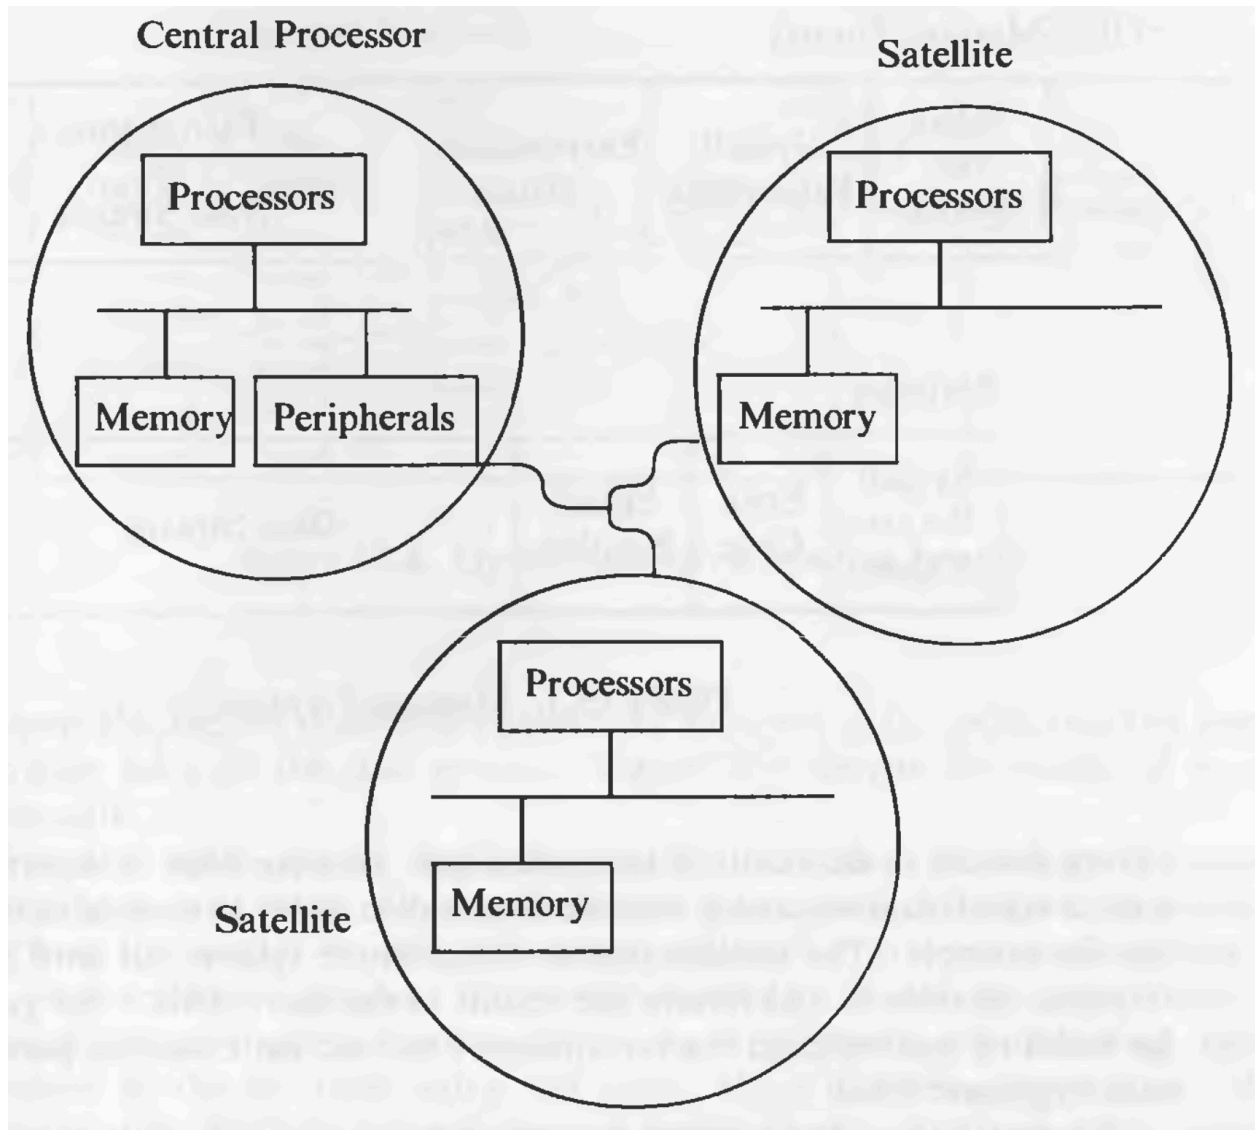 Central Processor
Satellite
Processors
Processors
Memory
Peripherals
Memory
Processors
Memory
Satellite